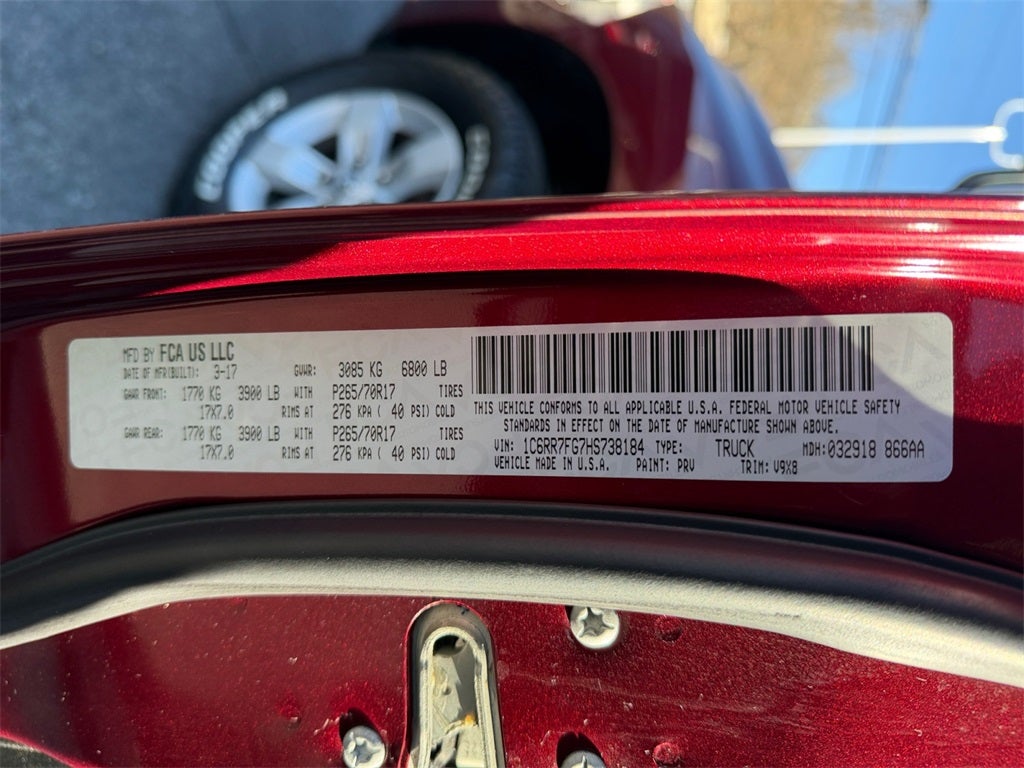 MFD BY FCA US LLC
DATE OF MFR(BUILT): 3-17 GVWR: 3085 KG 6800 LB
GAWR FRONT: 1770 KG 3900 LB WITH P265/70R17 TIRES
17X7.0 RIMS AT 276 KPA ( 40 PSI) COLD
GAWR REAR: 1770 KG 3900 LB WITH P265/70R17 TIRES
17X7.0 RIMS AT 276 KPA ( 40 PSI) COLD
THIS VEHICLE CONFORMS TO ALL APPLICABLE U.S.A. FEDERAL MOTOR VEHICLE SAFETY
STANDARDS IN EFFECT ON THE DATE OF MANUFACTURE SHOWN ABOVE.
VIN: 1C6RR7FG7HS738184 TYPE: TRUCK MDH:032918 866AA
VEHICLE MADE IN U.S.A. PAINT: PRV TRIM: V9X8